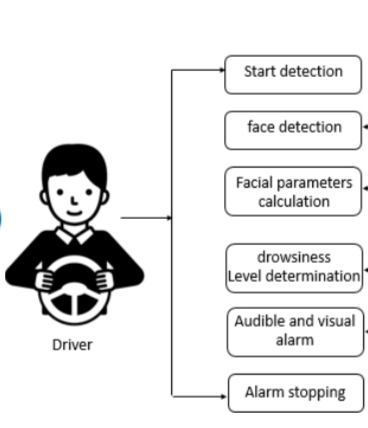 Start detection
face detection
Facial parameters
calculation
drowsiness
Level determination
Audible and visual
alarm
Driver
Alarm stopping